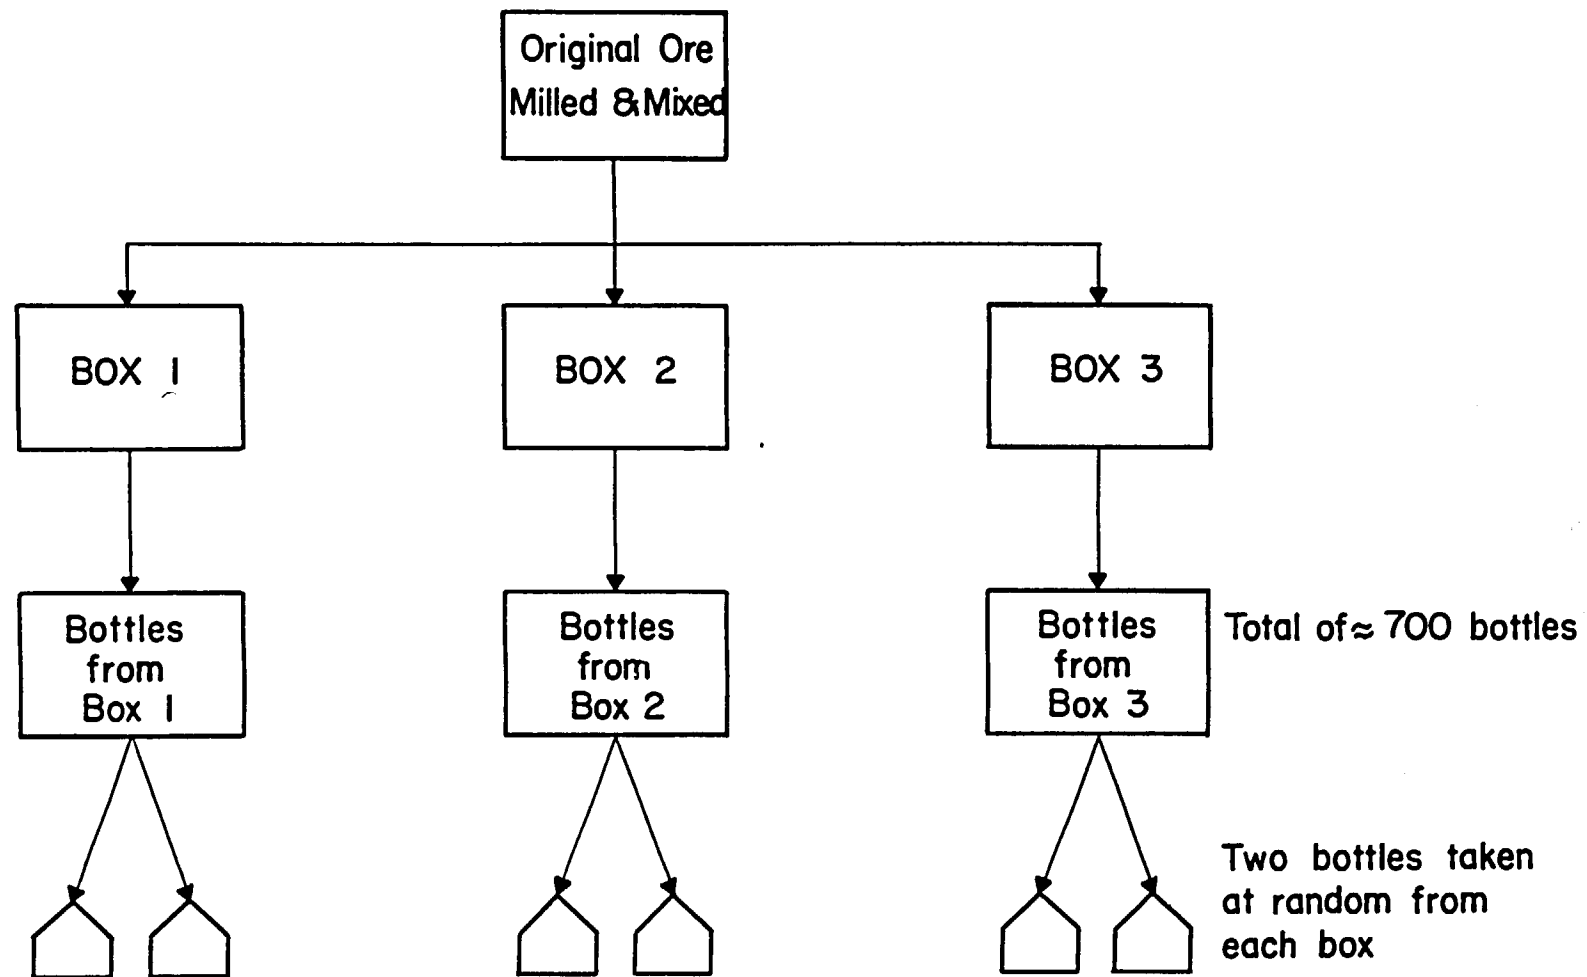 Original Ore
Milled & Mixed
BOX 1
BOX 2
BOX 3
Bottles
from
Box 1
Bottles
from
Box 2
Bottles
from
Box 3
Total of ≈ 700 bottles
Two bottles taken
at random from
each box